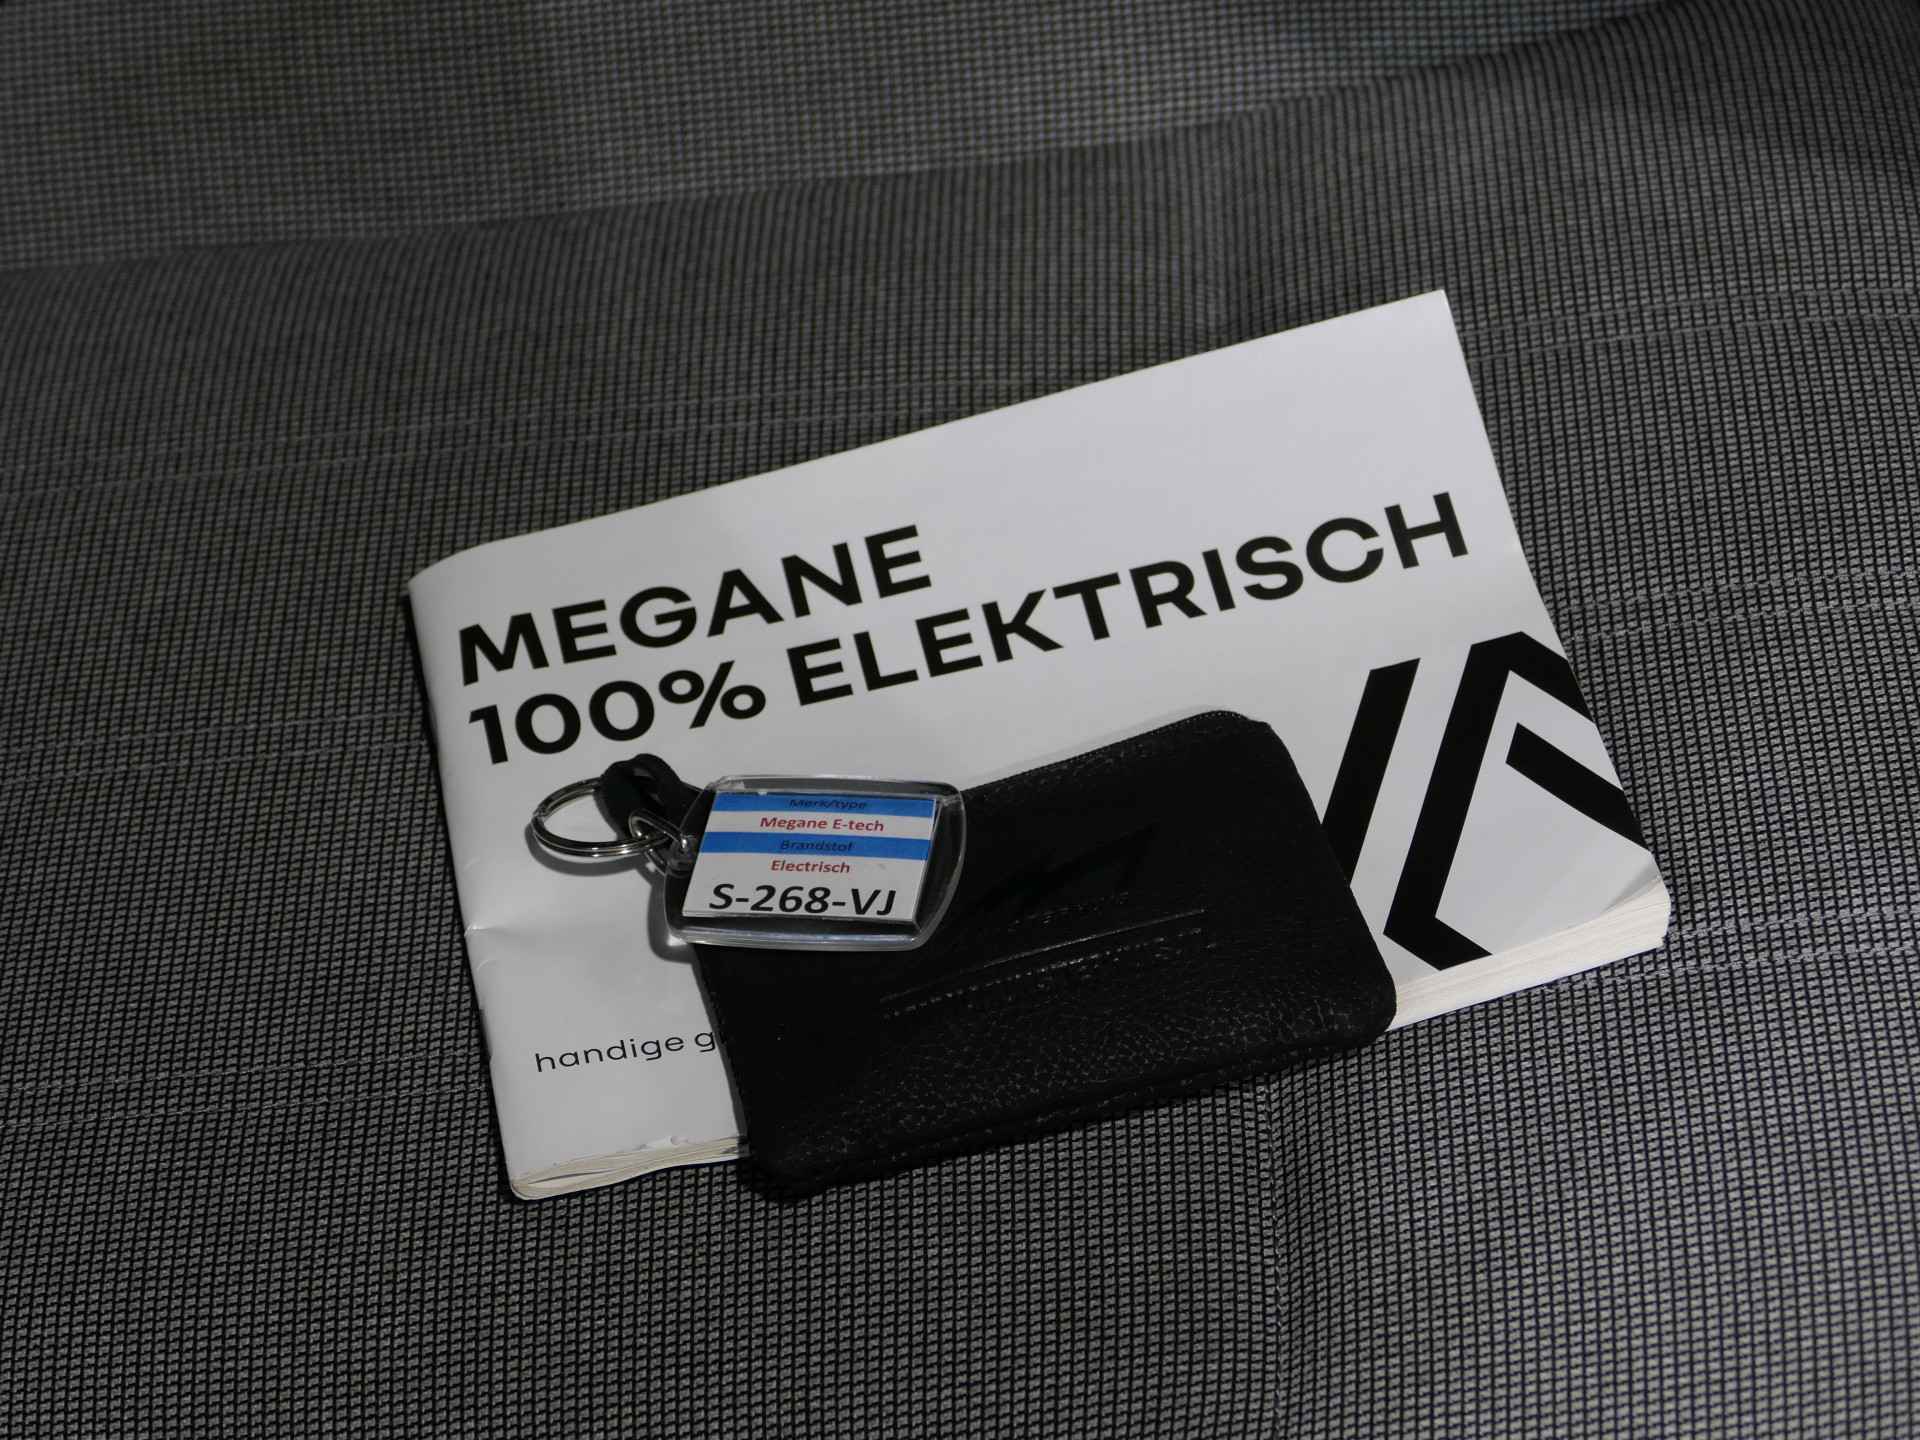 MEGANE
100% ELEKTRISCH
Merk/type
Megane E-tech
Brandstof
Electrisch
S-268-VJ
handige g